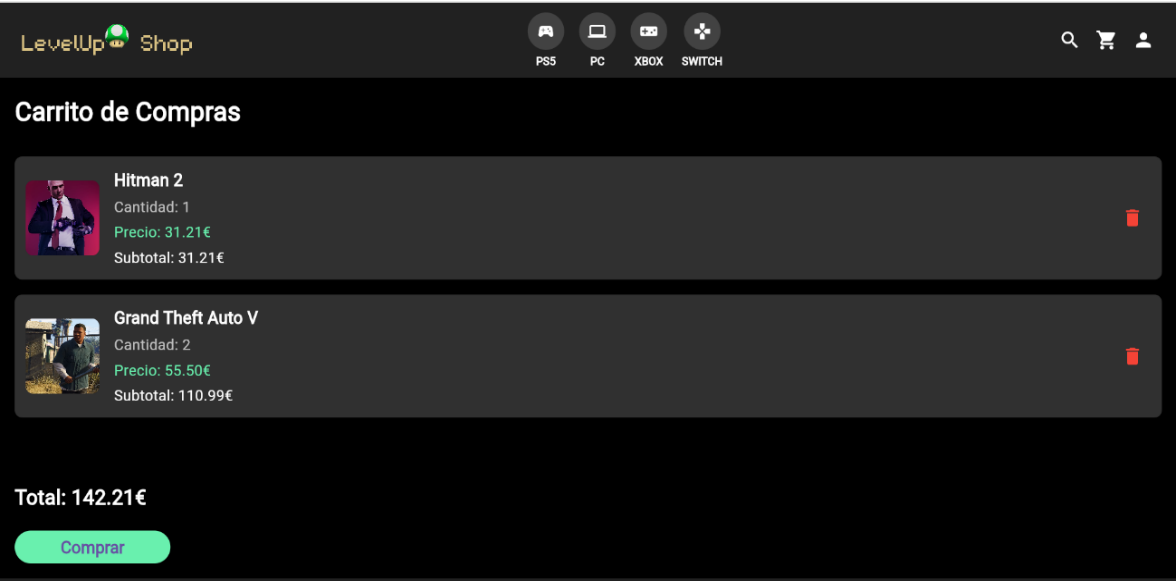 LevelUp Shop
PS5
PC
XBOX
SWITCH
Carrito de Compras
Hitman 2
Cantidad: 1
Precio: 31.21€
Subtotal: 31.21€
Grand Theft Auto V
Cantidad: 2
Precio: 55.50€
Subtotal: 110.99€
Total: 142.21€
Comprar